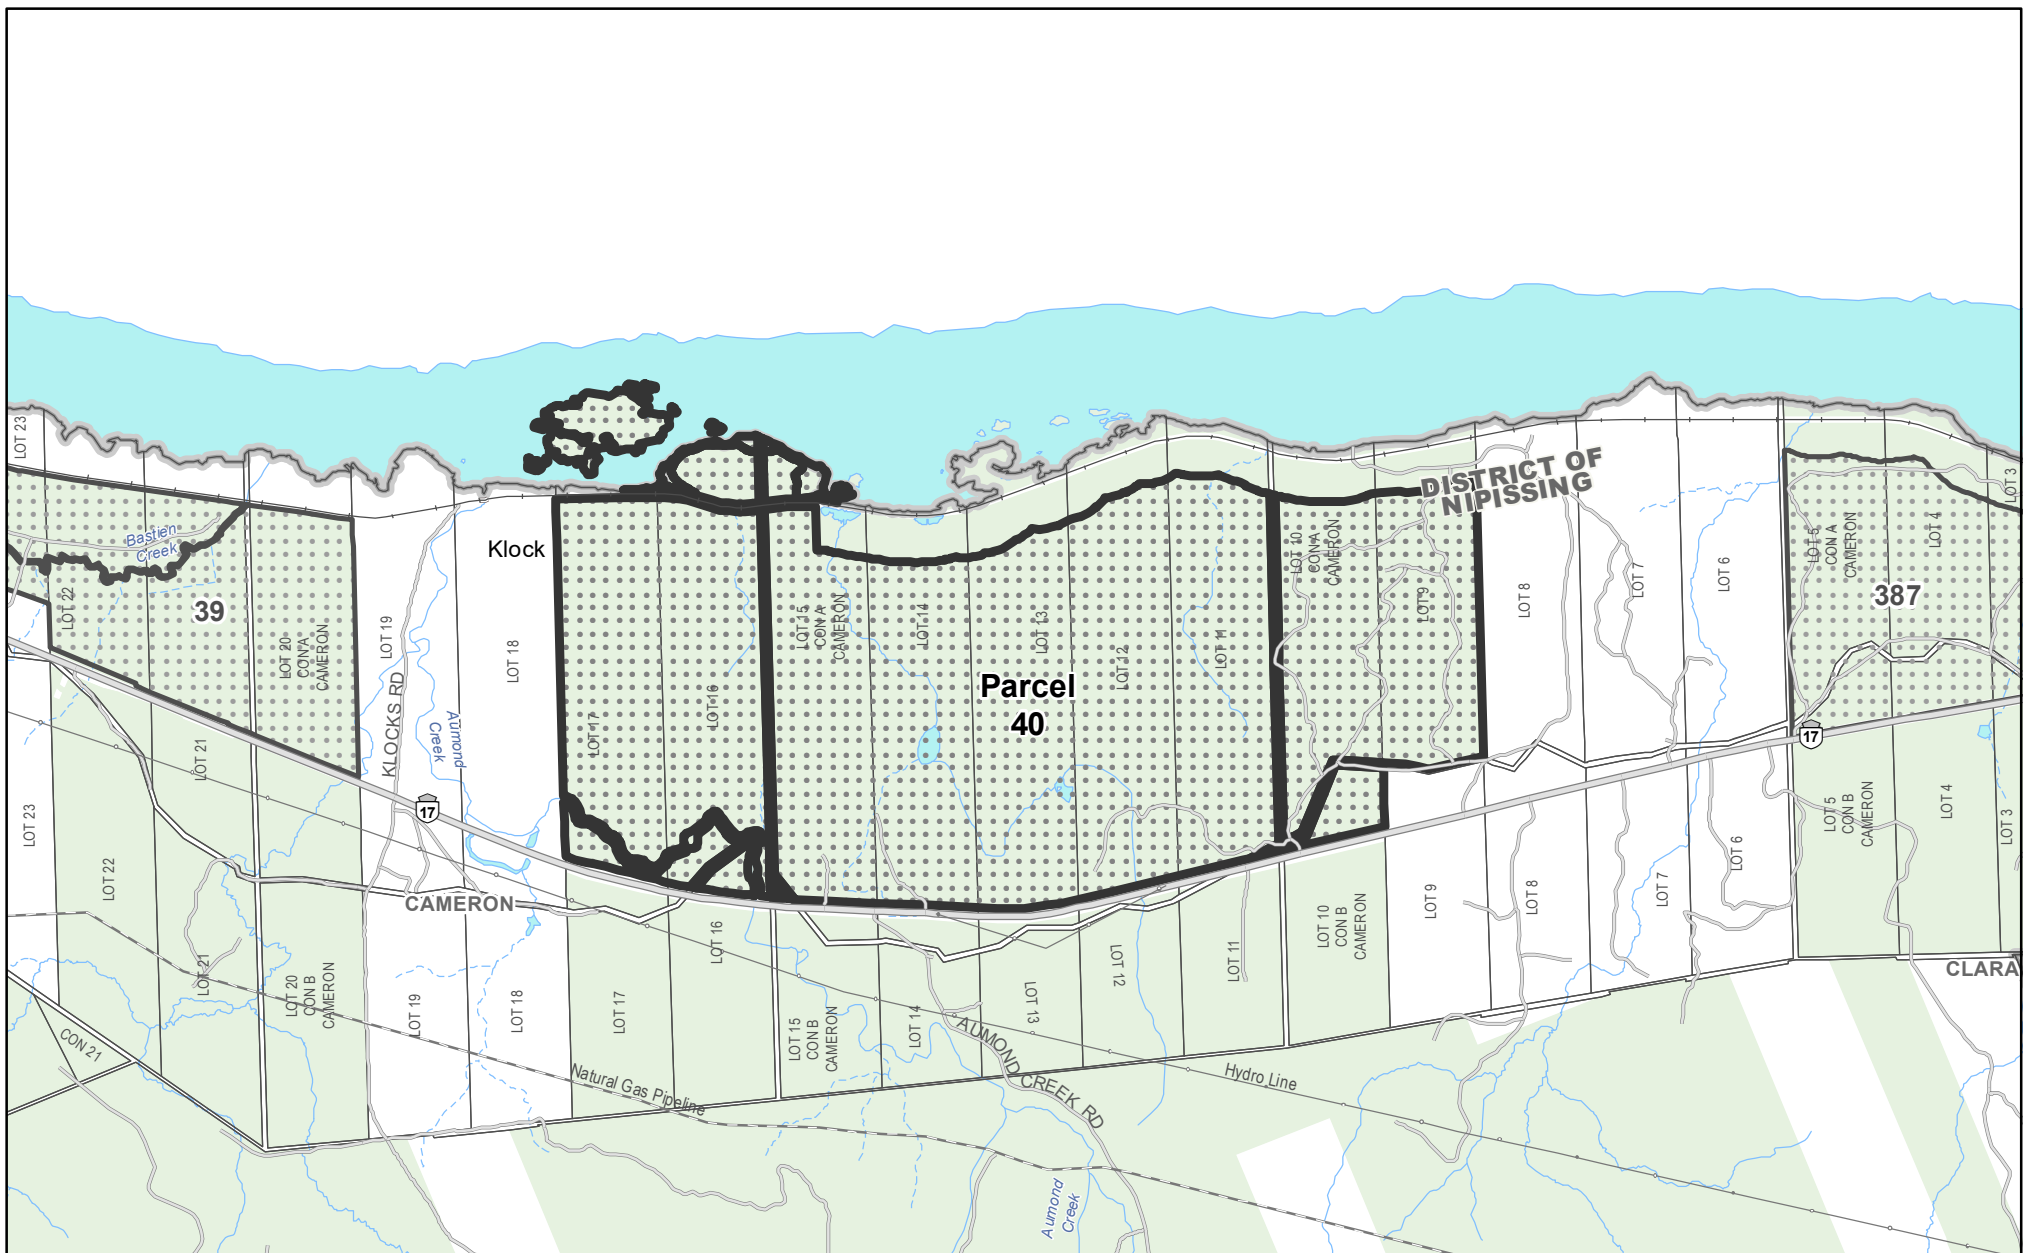 LOT 23
Bastien
Creek
LOT 22
39
LOT 20
CON A
CAMERON
LOT 19
KLOCKS RD
Aumond
Creek
LOT 18
Klock
LOT 17
LOT 16
LOT 15
CON A
CAMERON
LOT 14
LOT 13
LOT 12
LOT 11
Parcel
40
LOT 10
CON A
CAMERON
LOT 9
DISTRICT OF
NIPISSING
LOT 8
LOT 7
LOT 6
LOT 5
CON A
CAMERON
LOT 4
LOT 3
387
17
17
LOT 23
LOT 22
LOT 21
LOT 21
LOT 20
CON B
CAMERON
CON 21
CAMERON
LOT 19
LOT 18
LOT 17
LOT 16
LOT 15
CON B
CAMERON
LOT 14
LOT 13
LOT 12
LOT 11
LOT 10
CON B
CAMERON
LOT 9
LOT 8
LOT 7
LOT 6
LOT 5
CON B
CAMERON
LOT 4
LOT 3
CLARA
Natural Gas Pipeline
AUMOND CREEK RD
Hydro Line
Aumond
Creek